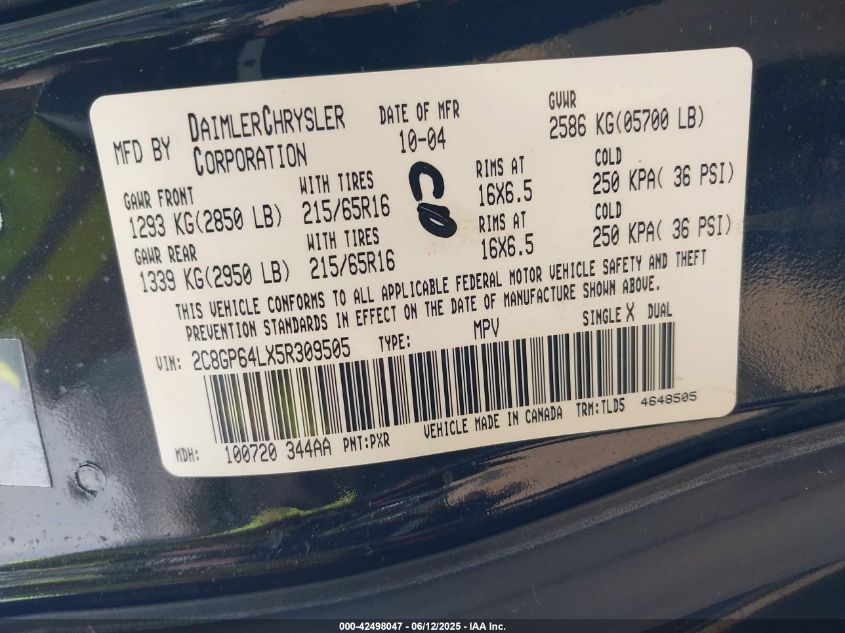 MFD BY DAIMLERCHRYSLER CORPORATION
DATE OF MFR 10-04
GVWR 2586 KG(05700 LB)
GAWR FRONT 1293 KG(2850 LB) WITH TIRES 215/65R16 RIMS AT 16X6.5 COLD 250 KPA( 36 PSI)
GAWR REAR 1339 KG(2950 LB) WITH TIRES 215/65R16 RIMS AT 16X6.5 COLD 250 KPA( 36 PSI)
THIS VEHICLE CONFORMS TO ALL APPLICABLE FEDERAL MOTOR VEHICLE SAFETY AND THEFT
PREVENTION STANDARDS IN EFFECT ON THE DATE OF MANUFACTURE SHOWN ABOVE.
VIN: 2C8GP64LX5R309505 TYPE: MPV SINGLE X DUAL
MDH: 100720 344AA PNT:PXR VEHICLE MADE IN CANADA TRM:TLD5 4648505
000-42498047 - 06/12/2025 - IAA Inc.